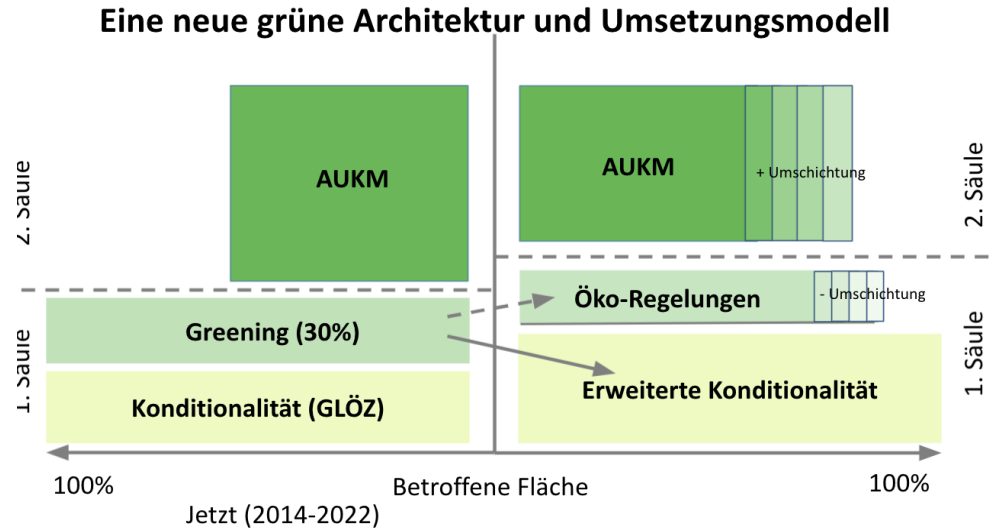 Eine neue grüne Architektur und Umsetzungsmodell
2. Säule
AUKM
AUKM
+ Umschichtung
2. Säule
1. Säule
Greening (30%)
Öko-Regelungen
- Umschichtung
1. Säule
Konditionalität (GLÖZ)
Erweiterte Konditionalität
100%
Betroffene Fläche
100%
Jetzt (2014-2022)